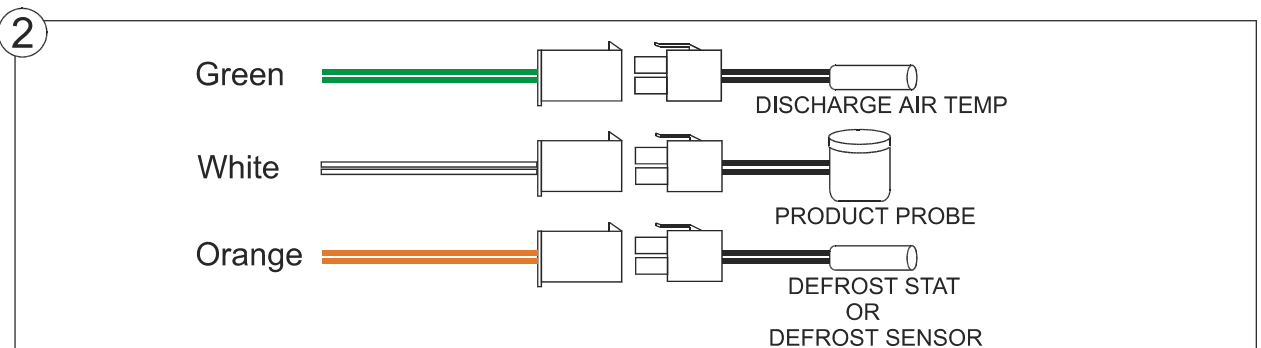 2
Green
DISCHARGE AIR TEMP
White
PRODUCT PROBE
Orange
DEFROST STAT
OR
DEFROST SENSOR